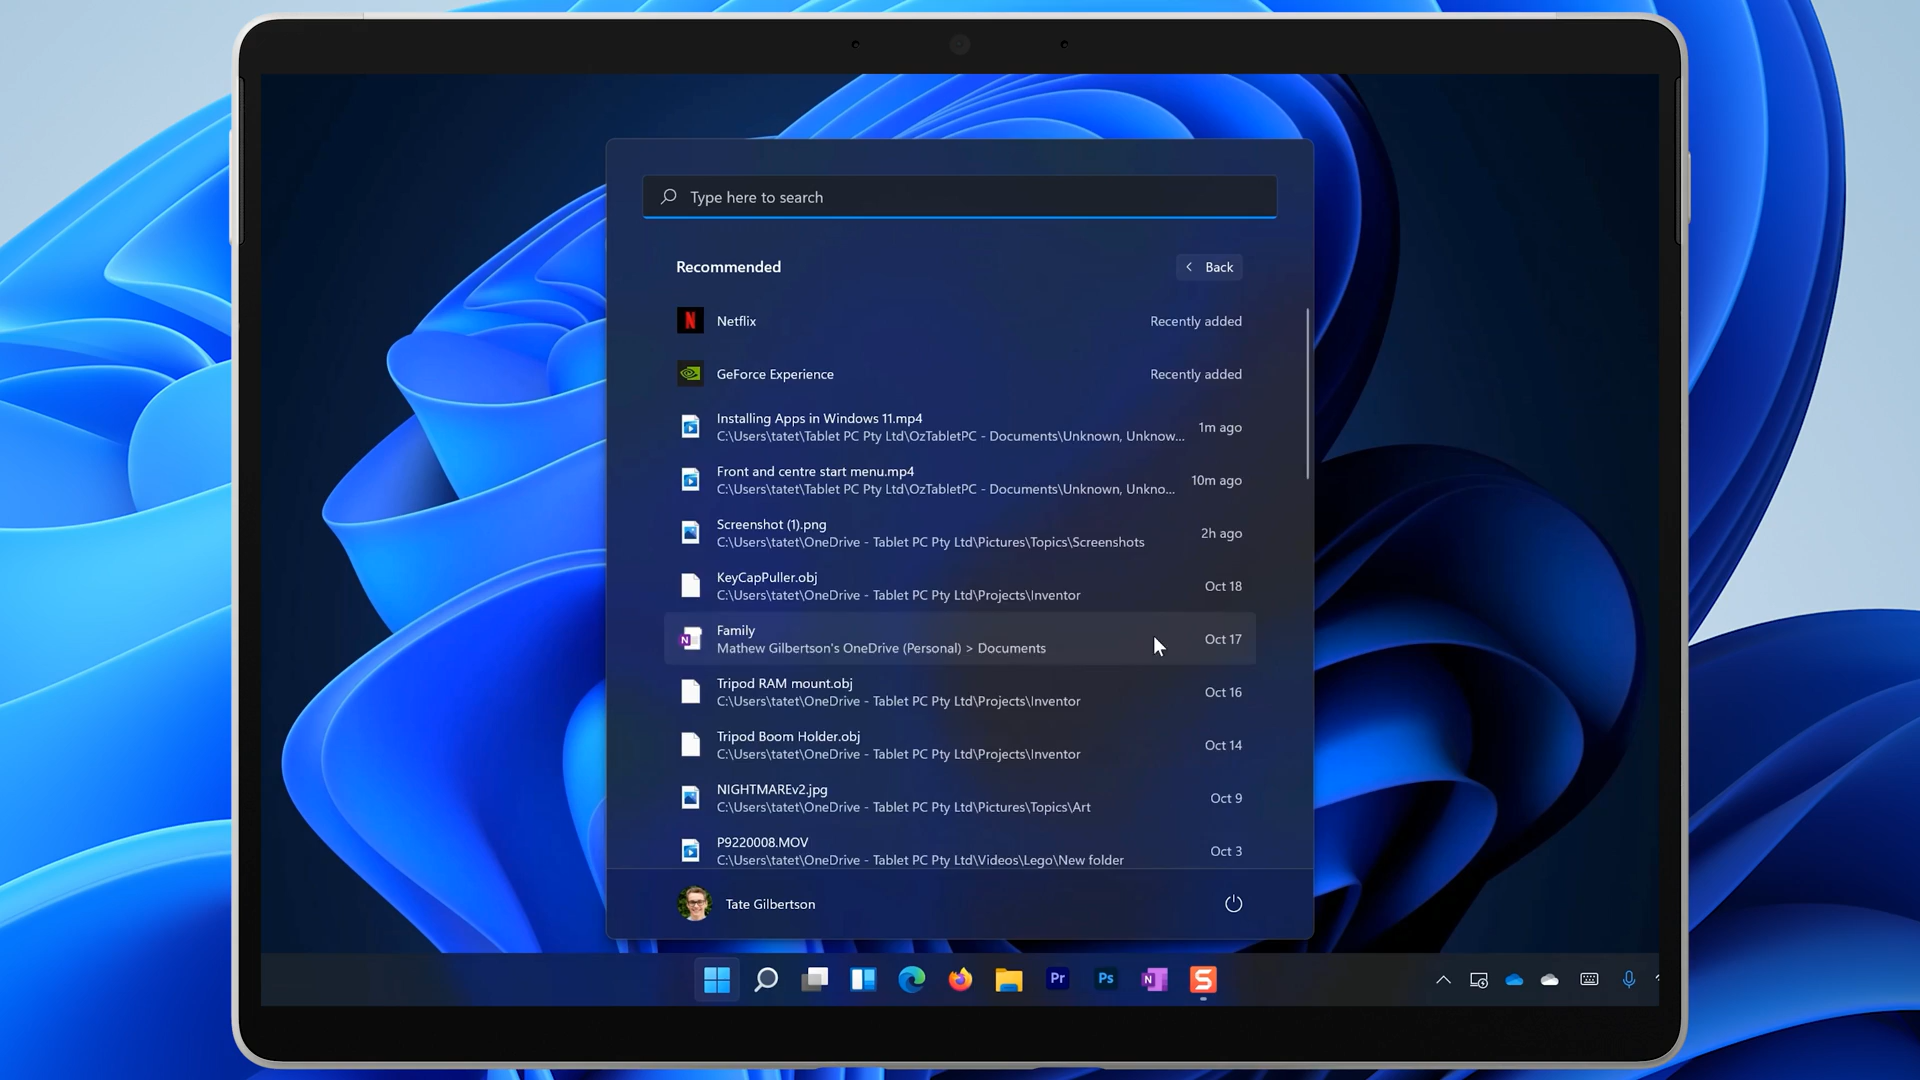 Type here to search
Recommended
Back
Netflix
Recently added
GeForce Experience
Recently added
Installing Apps in Windows 11.mp4
C:\Users\tatet\Tablet PC Pty Ltd\OzTabletPC - Documents\Unknown, Unknow...
1m ago
Front and centre start menu.mp4
C:\Users\tatet\Tablet PC Pty Ltd\OzTabletPC - Documents\Unknown, Unkno...
10m ago
Screenshot (1).png
C:\Users\tatet\OneDrive - Tablet PC Pty Ltd\Pictures\Topics\Screenshots
2h ago
KeyCapPuller.obj
C:\Users\tatet\OneDrive - Tablet PC Pty Ltd\Projects\Inventor
Oct 18
Family
Mathew Gilbertson's OneDrive (Personal) > Documents
Oct 17
Tripod RAM mount.obj
C:\Users\tatet\OneDrive - Tablet PC Pty Ltd\Projects\Inventor
Oct 16
Tripod Boom Holder.obj
C:\Users\tatet\OneDrive - Tablet PC Pty Ltd\Projects\Inventor
Oct 14
NIGHTMAREv2.jpg
C:\Users\tatet\OneDrive - Tablet PC Pty Ltd\Pictures\Topics\Art
Oct 9
P9220008.MOV
C:\Users\tatet\OneDrive - Tablet PC Pty Ltd\Videos\Lego\New folder
Oct 3
Tate Gilbertson
Pr
Ps
N
S